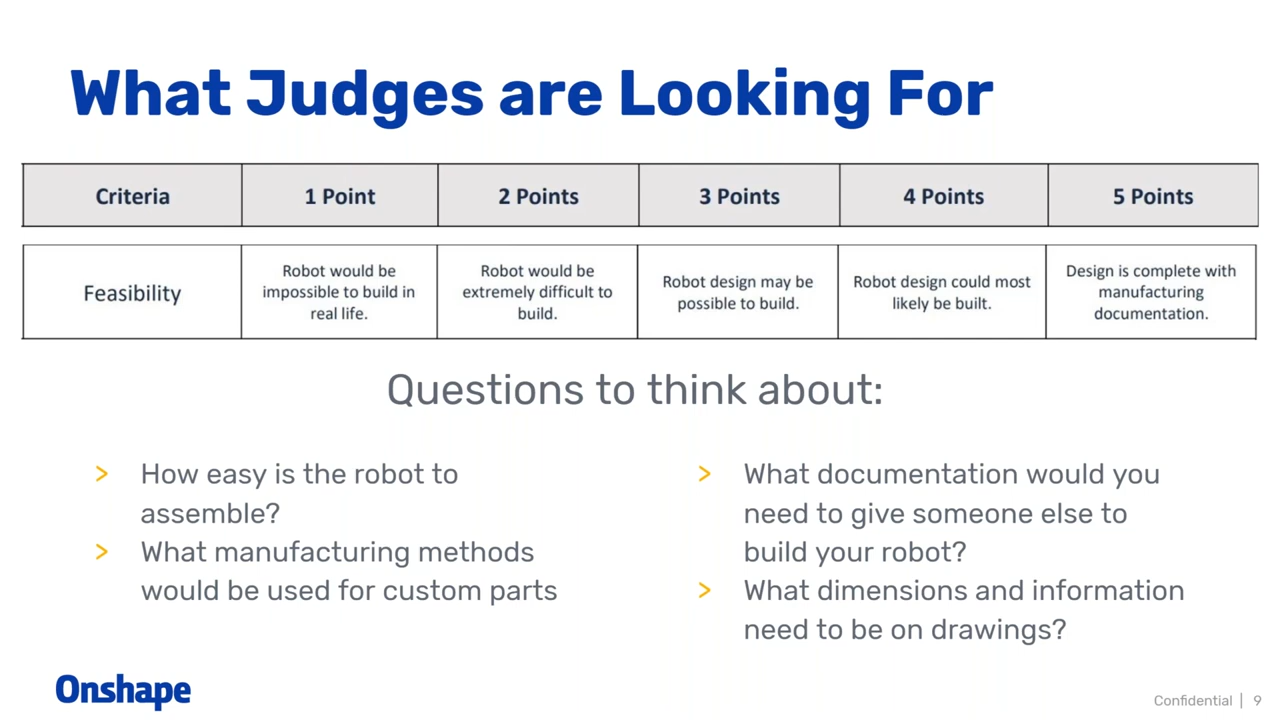 What Judges are Looking For
Criteria
1 Point
2 Points
3 Points
4 Points
5 Points
Feasibility
Robot would be
impossible to build in
real life.
Robot would be
extremely difficult to
build.
Robot design may be
possible to build.
Robot design could most
likely be built.
Design is complete with
manufacturing
documentation.
Questions to think about:
> How easy is the robot to
assemble?
> What manufacturing methods
would be used for custom parts
> What documentation would you
need to give someone else to
build your robot?
> What dimensions and information
need to be on drawings?
Onshape
Confidential | 9